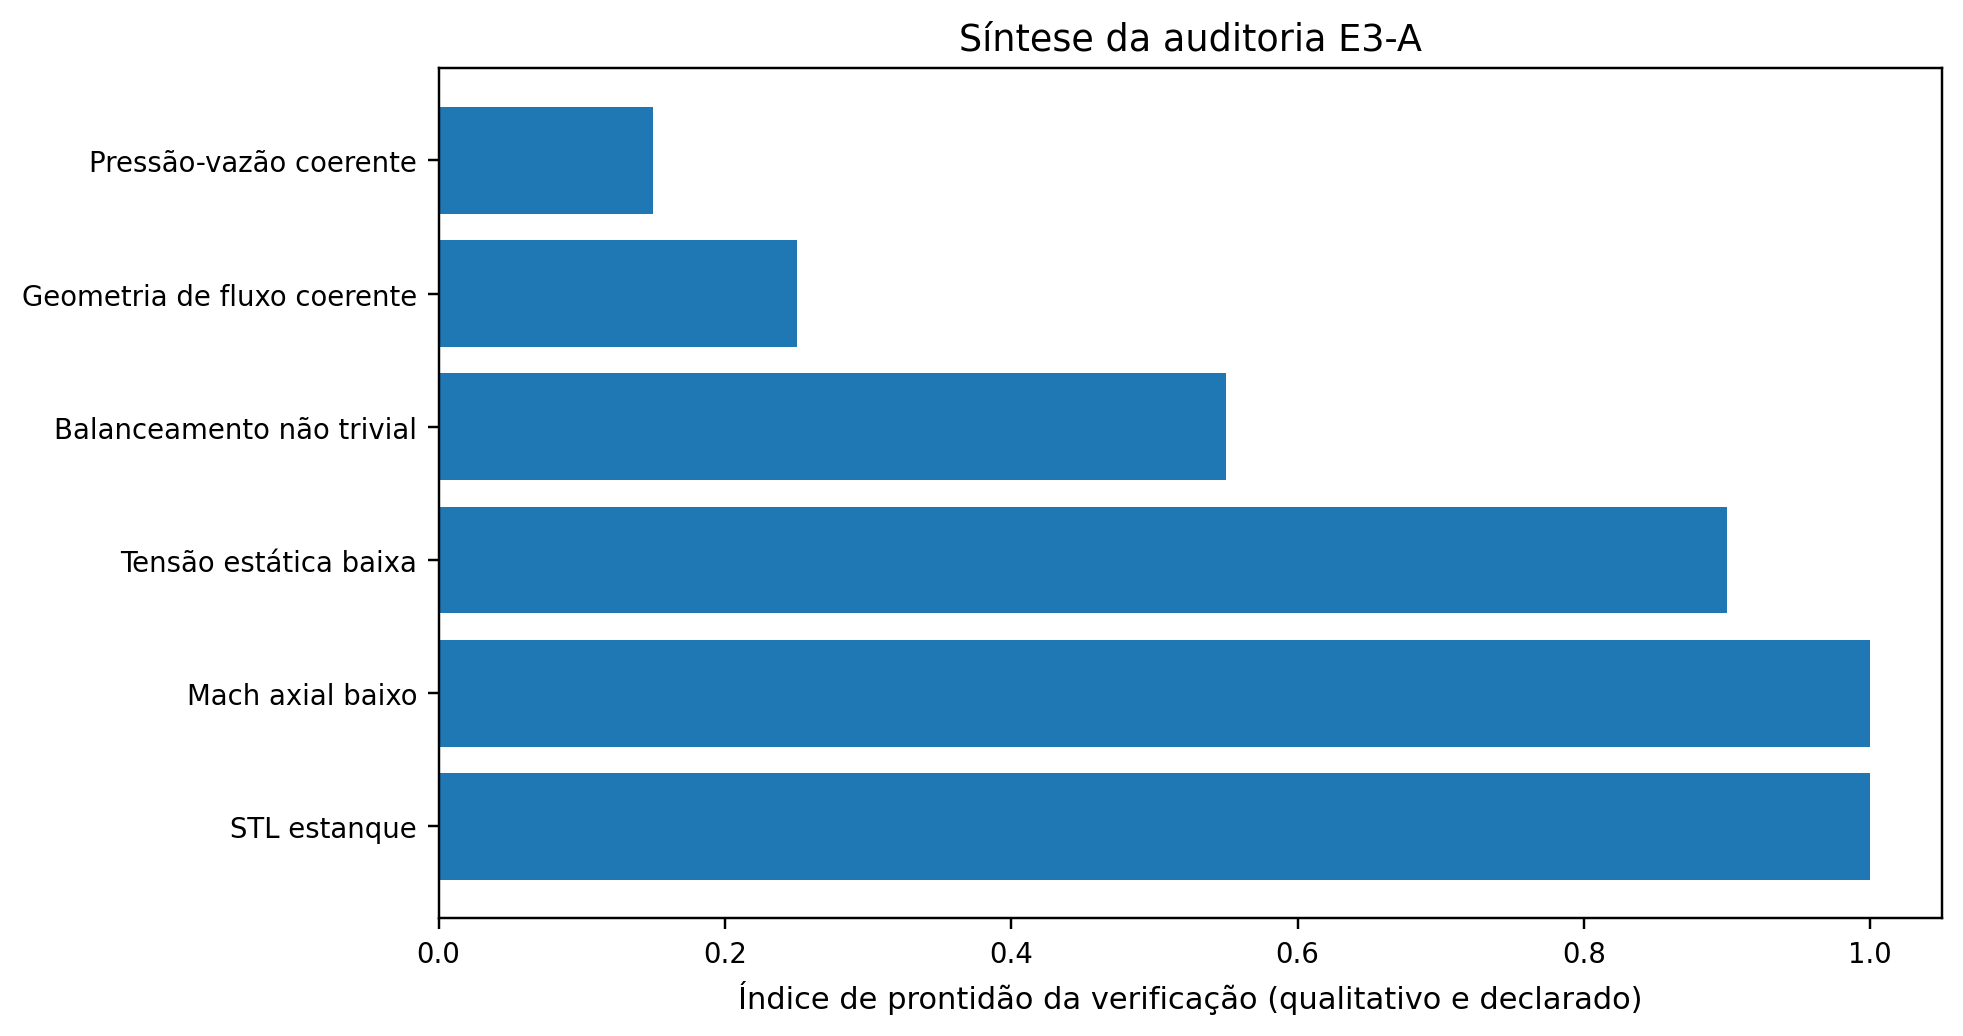 Síntese da auditoria E3-A
Pressão-vazão coerente
Geometria de fluxo coerente
Balanceamento não trivial
Tensão estática baixa
Mach axial baixo
STL estanque
0.0 0.2 0.4 0.6 0.8 1.0
Índice de prontidão da verificação (qualitativo e declarado)